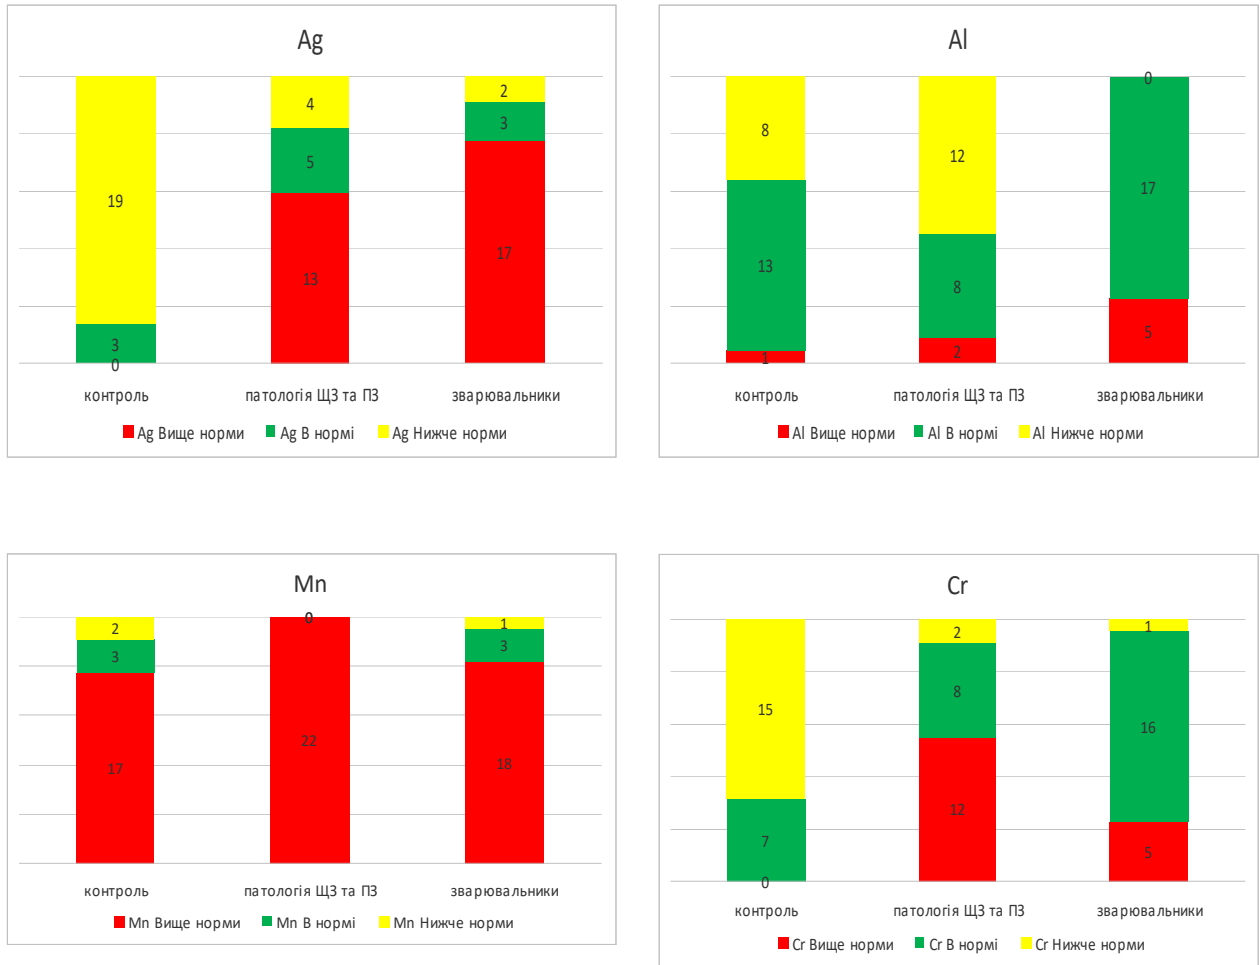 Ag
19
3
0
4
5
13
2
3
17
контроль
патологія ЩЗ та ПЗ
зварювальники
Ag Вище норми
Ag В нормі
Ag Нижче норми
Al
8
13
1
12
8
2
0
17
5
контроль
патологія ЩЗ та ПЗ
зварювальники
Al Вище норми
Al В нормі
Al Нижче норми
Mn
2
3
17
0
22
1
3
18
контроль
патологія ЩЗ та ПЗ
зварювальники
Mn Вище норми
Mn В нормі
Mn Нижче норми
Cr
15
7
0
2
8
12
1
16
5
контроль
патологія ЩЗ та ПЗ
зварювальники
Cr Вище норми
Cr В нормі
Cr Нижче норми